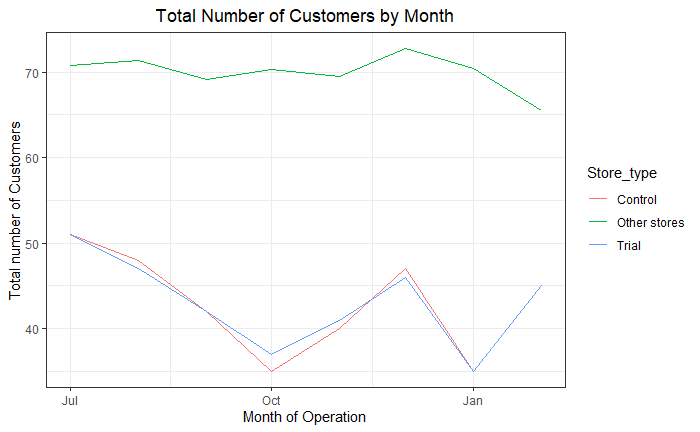 Total Number of Customers by Month
Total number of Customers
70
60
50
40
Jul
Oct
Jan
Month of Operation
Store_type
Control
Other stores
Trial